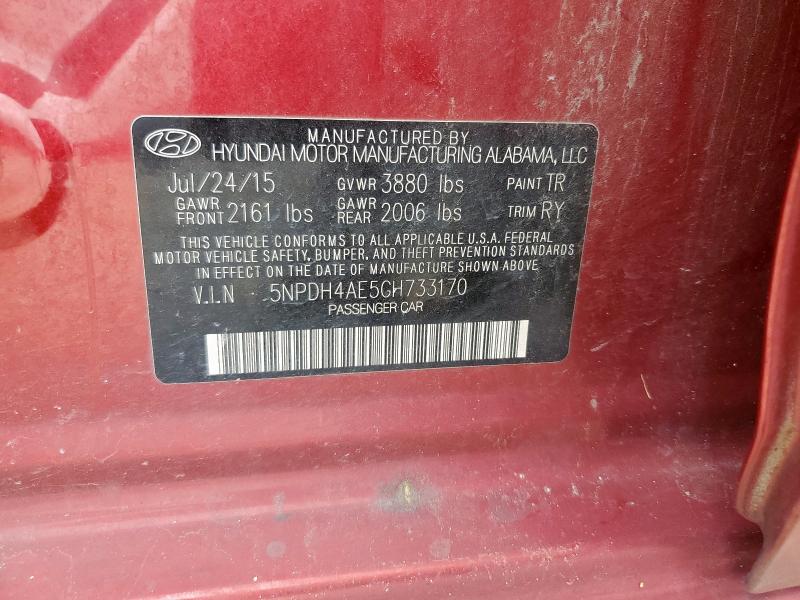 MANUFACTURED BY
HYUNDAI MOTOR MANUFACTURING ALABAMA, LLC
Jul/24/15 GVWR 3880 lbs PAINT TR
GAWR FRONT 2161 lbs GAWR REAR 2006 lbs TRIM RY
THIS VEHICLE CONFORMS TO ALL APPLICABLE U.S.A. FEDERAL
MOTOR VEHICLE SAFETY, BUMPER, AND THEFT PREVENTION STANDARDS
IN EFFECT ON THE DATE OF MANUFACTURE SHOWN ABOVE
V.I.N 5NPDH4AE5GH733170
PASSENGER CAR